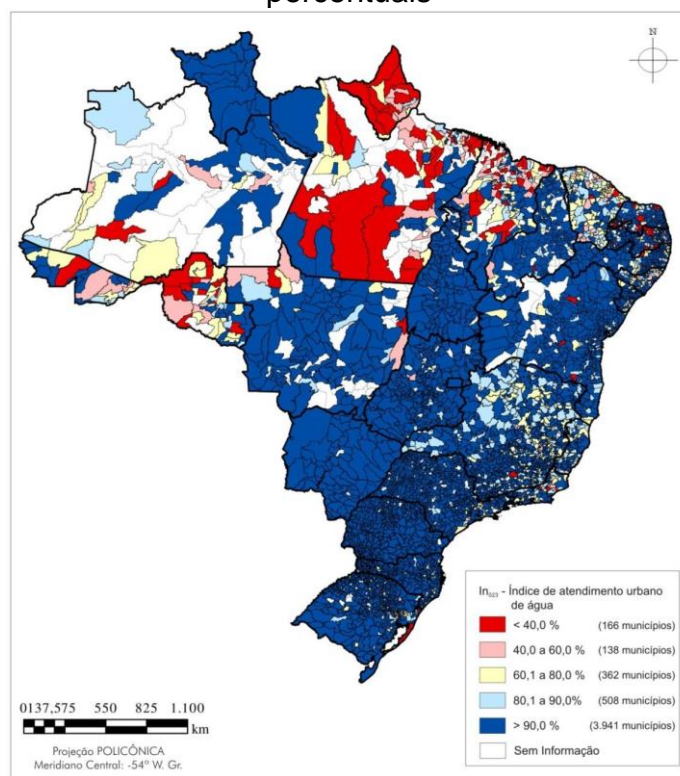 percentuais
N
In₀₂₃ - Índice de atendimento urbano
de água
< 40,0 % (166 municípios)
40,0 a 60,0 % (138 municípios)
60,1 a 80,0 % (362 municípios)
80,1 a 90,0% (508 municípios)
> 90,0 % (3.941 municípios)
Sem Informação
0137,575 550 825 1.100
km
Projeção POLICÔNICA
Meridiano Central: -54º W. Gr.